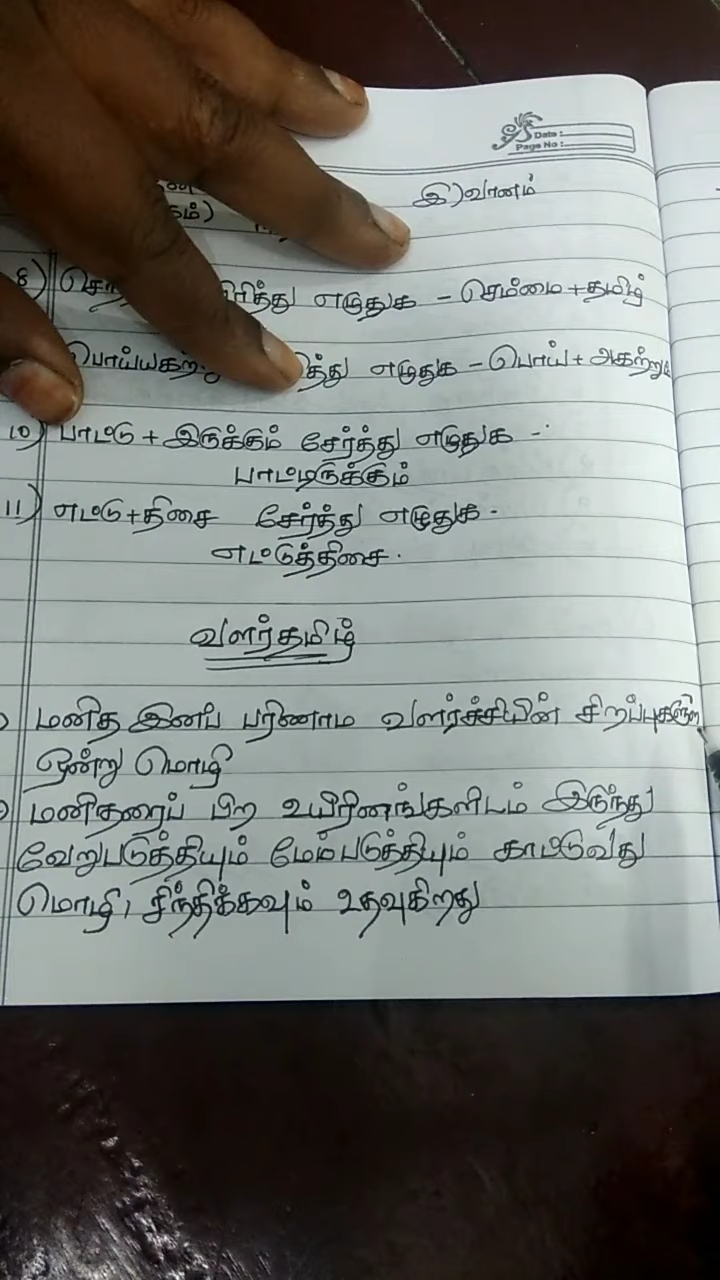 Date :
Page No :
இ) வானம்
கம்)
8) பிரித்து எழுதுக - செம்மை + தமிழ்
எழுதுக - பொய் + அகற்று
10) பாட்டு + இருக்கும் சேர்த்து எழுதுக -
பாட்டிருக்கும்
11) எட்டு + திசை சேர்த்து எழுதுக -
எட்டுத்திசை.
வளர்தமிழ்
மனித இனப் பரிணாம வளர்ச்சியின் சிறப்புகளுள்
ஒன்று மொழி
மனிதரைப் பிற உயிரினங்களிடம் இருந்து
வேறுபடுத்தியும் மேம்படுத்தியும் காட்டுவது
மொழி, சிந்திக்கவும் உதவுகிறது